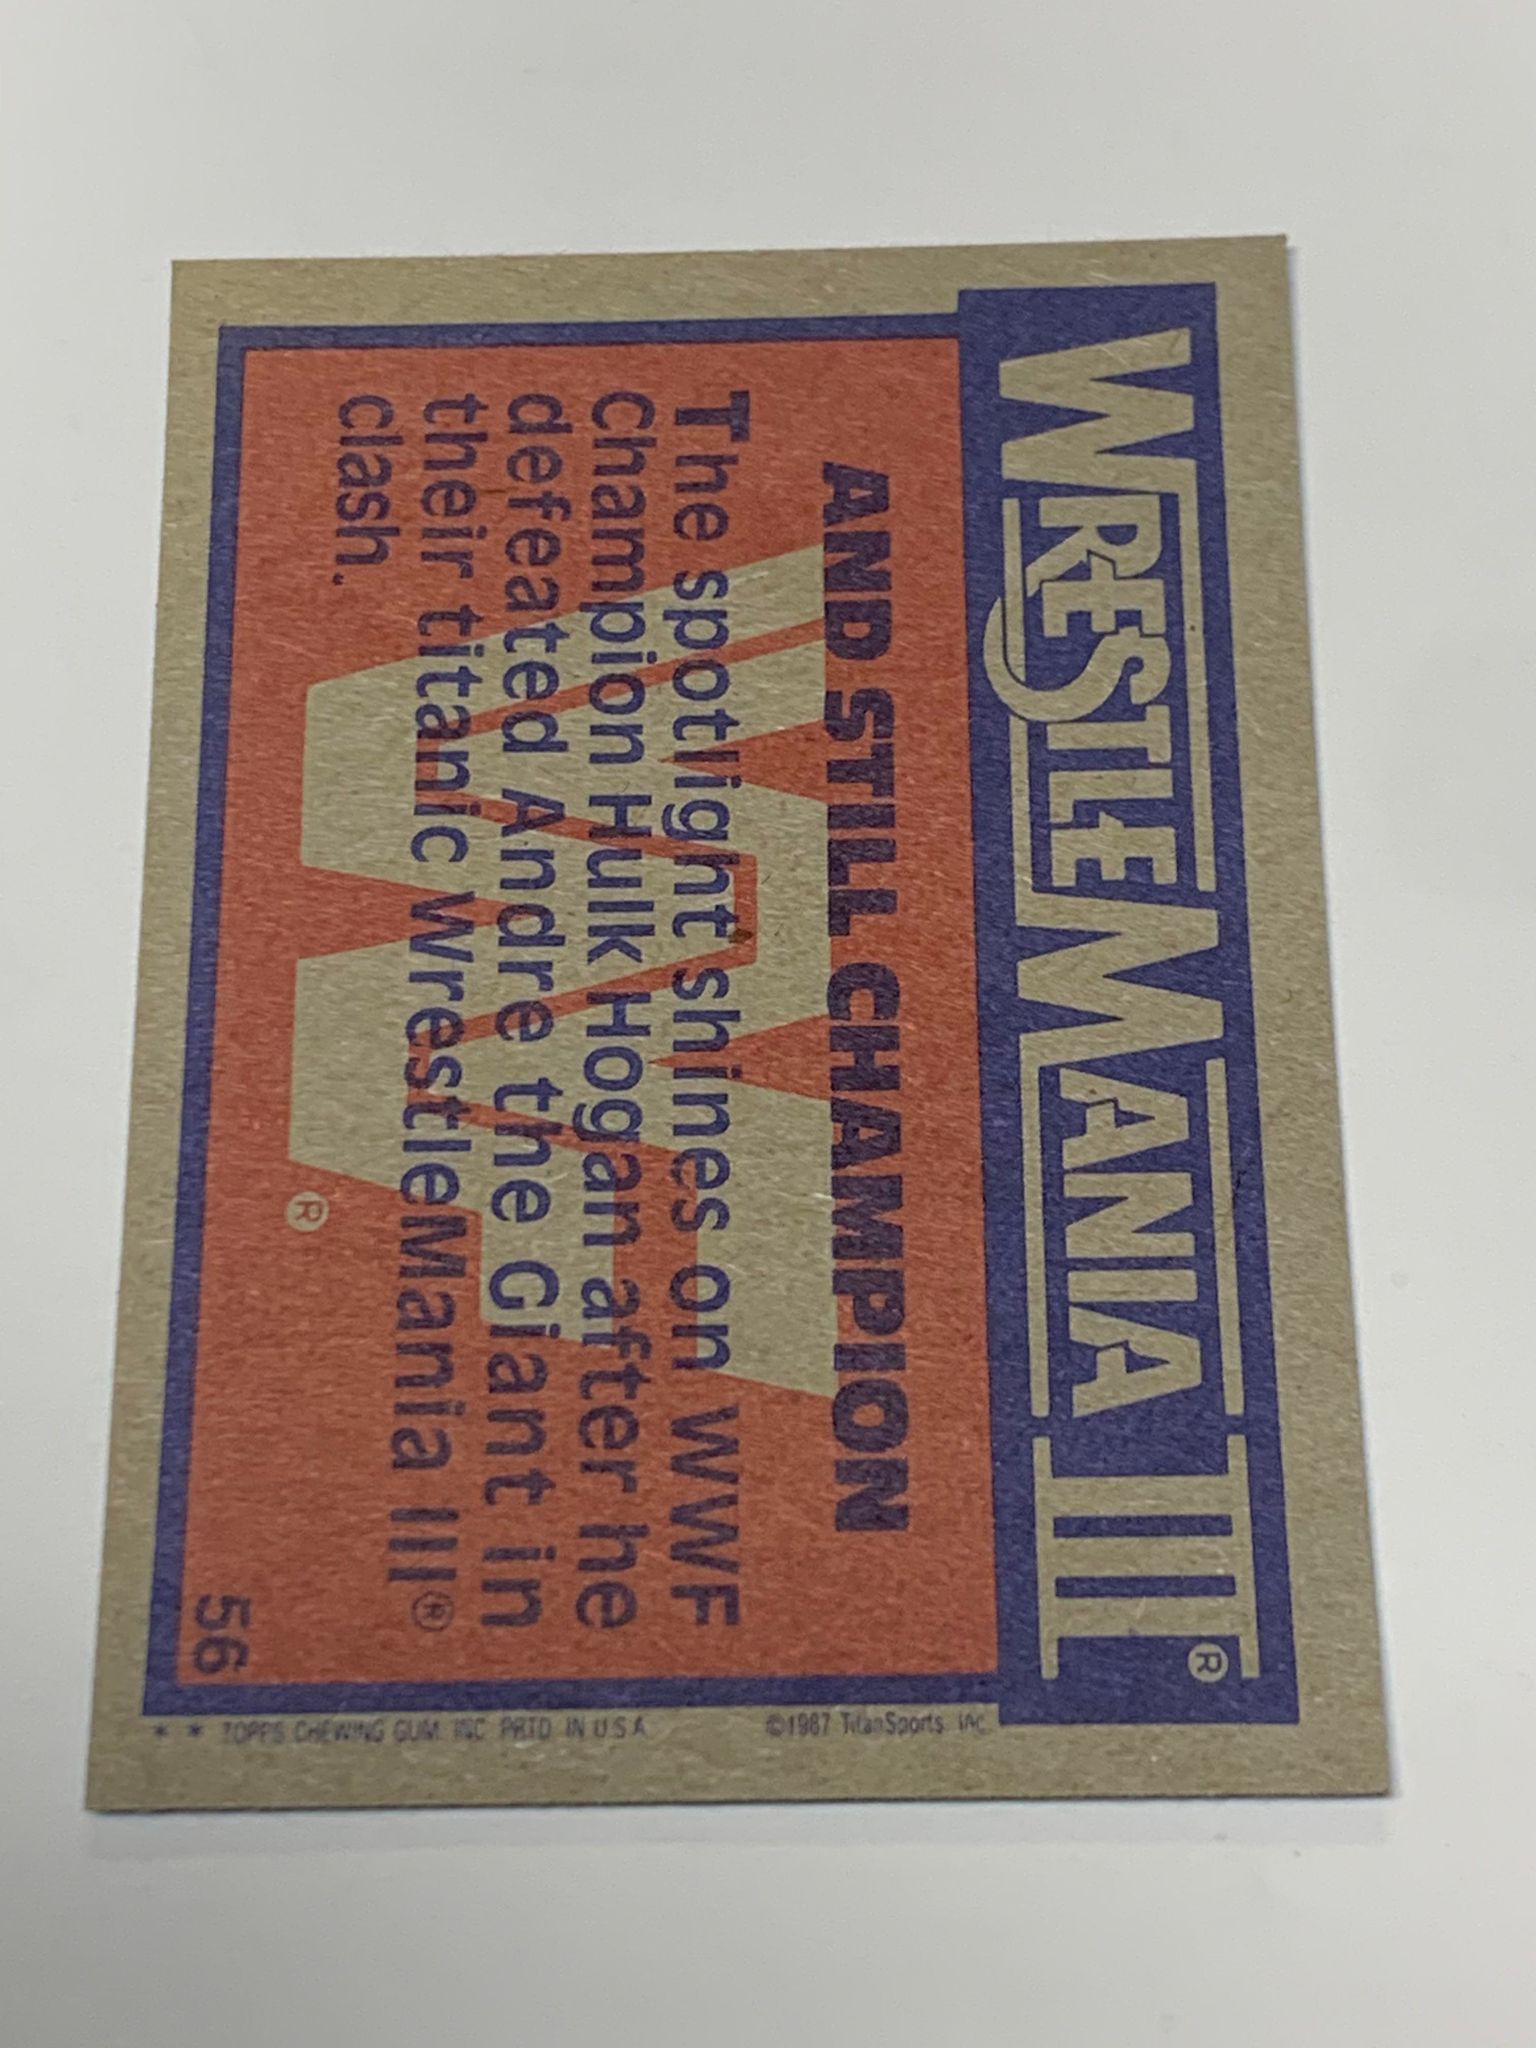 WRESTLEMANIA III®
AND STILL CHAMPION
The spotlight shines on WWF
Champion Hulk Hogan after he
defeated Andre the Giant in
their titanic WrestleMania III®
clash.
®
56
* * TOPPS CHEWING GUM, INC. PRTD. IN U.S.A.
©1987 TitanSports, Inc.